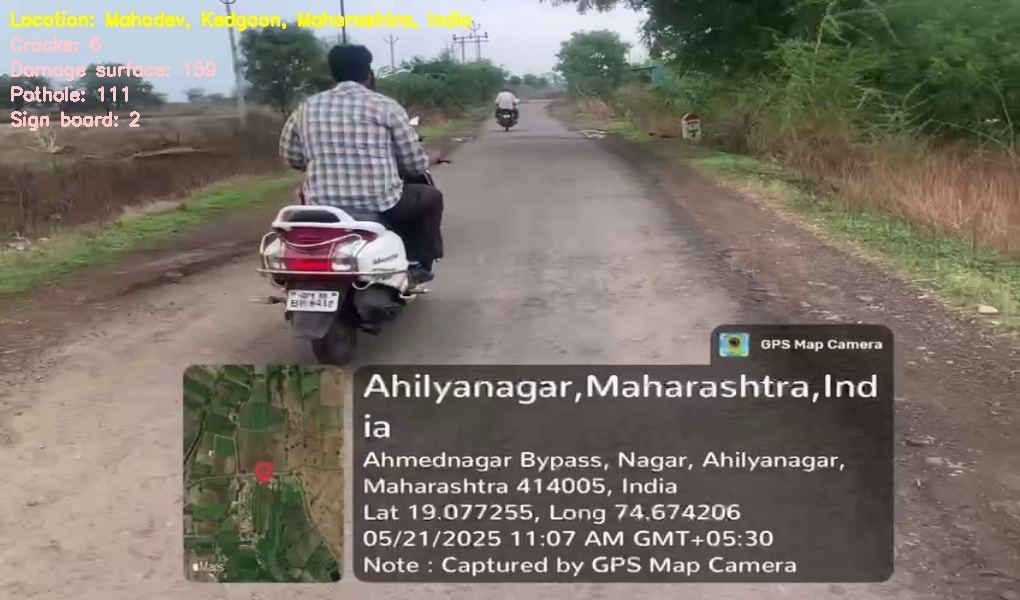 Location: Mahadev, Kedgaon, Maharashtra, India
Cracks: 6
Damage surface: 159
Pothole: 111
Sign board: 2
GPS Map Camera
Ahilyanagar,Maharashtra,Ind
ia
Ahmednagar Bypass, Nagar, Ahilyanagar,
Maharashtra 414005, India
Lat 19.077255, Long 74.674206
05/21/2025 11:07 AM GMT+05:30
Note : Captured by GPS Map Camera
Maps